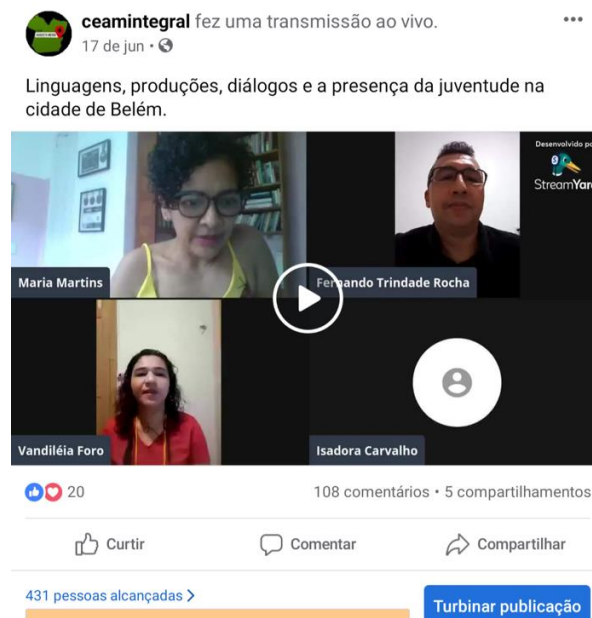 ceamintegral fez uma transmissão ao vivo.
17 de jun •
Linguagens, produções, diálogos e a presença da juventude na
cidade de Belém.
Desenvolvido po
StreamYar
Maria Martins
Fernando Trindade Rocha
Vandiléia Foro
Isadora Carvalho
20
108 comentários • 5 compartilhamentos
Curtir
Comentar
Compartilhar
431 pessoas alcançadas
Turbinar publicação